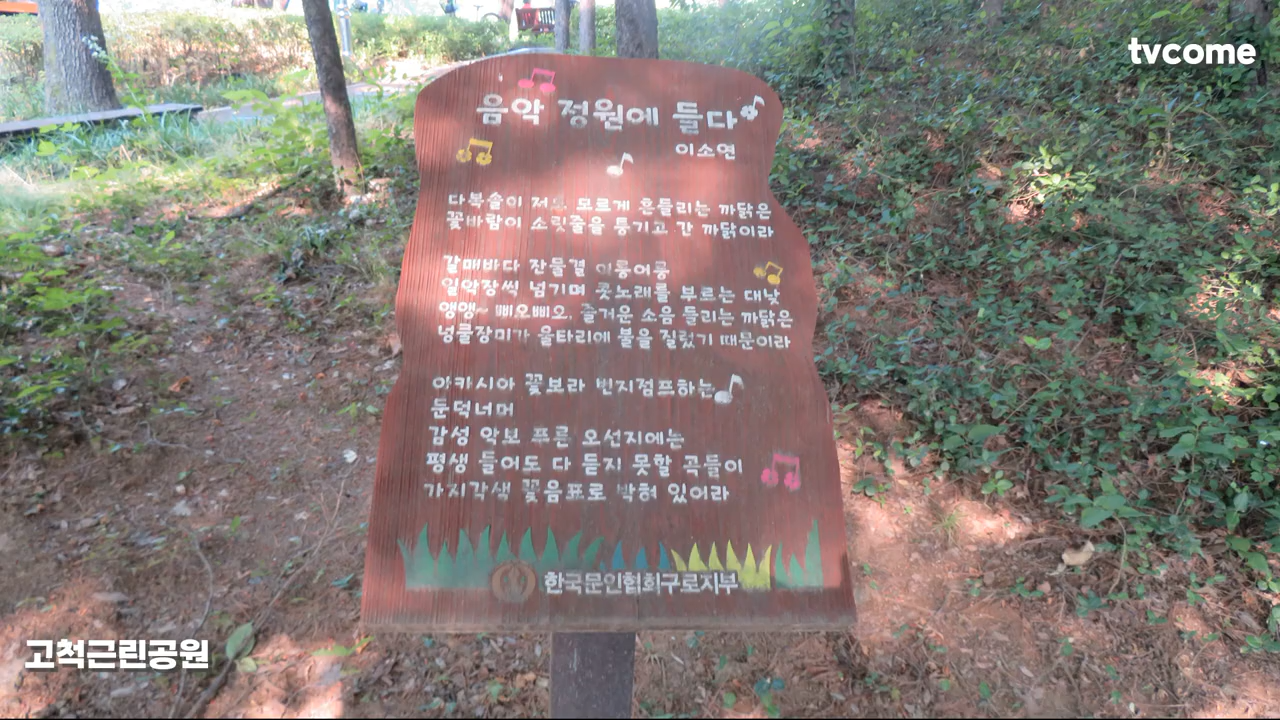 tvcome
음악 정원에 들다
이소연
다복솔이 저도 모르게 흔들리는 까닭은
꽃바람이 소릿줄을 퉁기고 간 까닭이라
갈매바다 잔물결 어룽어룽
일악장씩 넘기며 콧노래를 부르는 대낮
앵앵~ 삐오삐오, 즐거운 소음 들리는 까닭은
넝쿨장미가 울타리에 불을 질렀기 때문이라
아카시아 꽃보라 번지점프하는
둔덕너머
감성 악보 푸른 오선지에는
평생 들어도 다 듣지 못할 곡들이
가지각색 꽃음표로 박혀 있어라
한국문인협회구로지부
고척근린공원